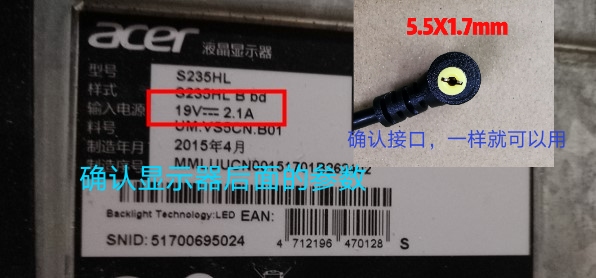 acer 液晶显示器
5.5X1.7mm
型号 S235HL
样式 S235HL B bd
输入电源 19V⎓ 2.1A
料号 UM.VS5CN.B01
制造年月 2015年4月
确认接口，一样就可以用
确认显示器后面的参数
Backlight Technology:LED EAN:
SNID: 51700695024
4 712196 470128 S